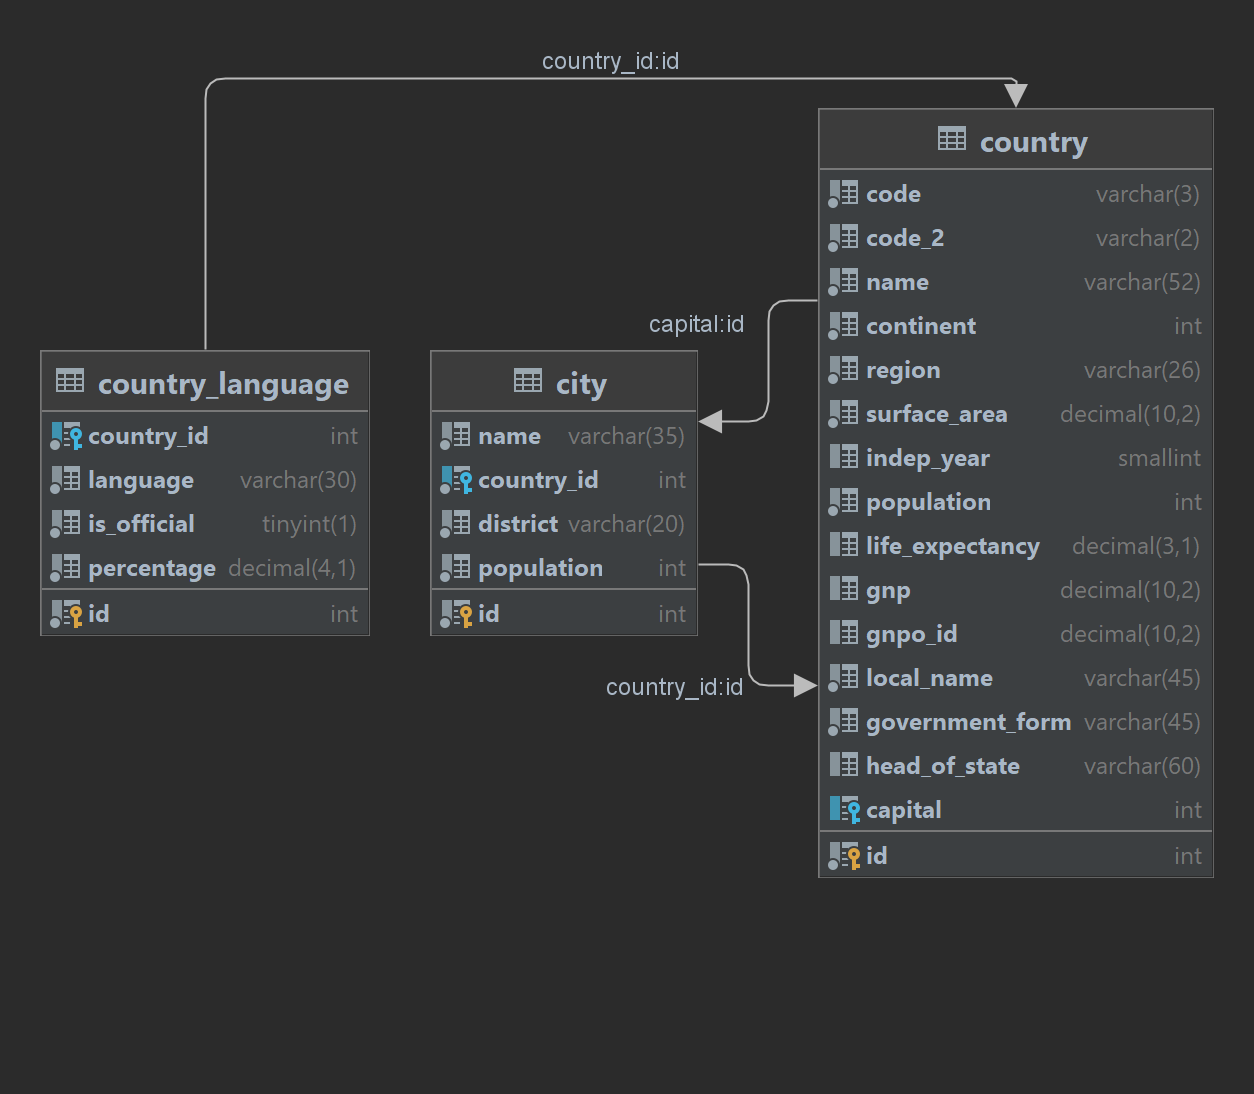 country_id:id
country
code varchar(3)
code_2 varchar(2)
name varchar(52)
continent int
region varchar(26)
surface_area decimal(10,2)
indep_year smallint
population int
life_expectancy decimal(3,1)
gnp decimal(10,2)
gnpo_id decimal(10,2)
local_name varchar(45)
government_form varchar(45)
head_of_state varchar(60)
capital int
id int
capital:id
country_language
country_id int
language varchar(30)
is_official tinyint(1)
percentage decimal(4,1)
id int
city
name varchar(35)
country_id int
district varchar(20)
population int
id int
country_id:id